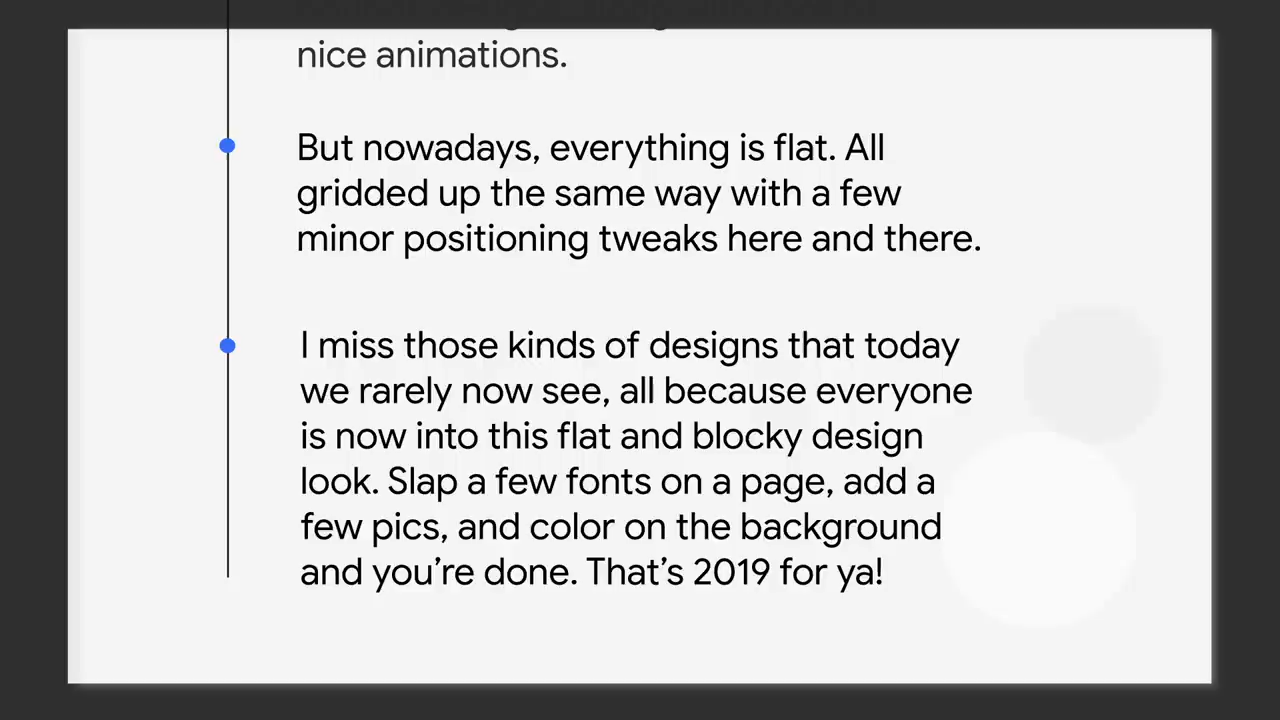 nice animations.
But nowadays, everything is flat. All
gridded up the same way with a few
minor positioning tweaks here and there.
I miss those kinds of designs that today
we rarely now see, all because everyone
is now into this flat and blocky design
look. Slap a few fonts on a page, add a
few pics, and color on the background
and you’re done. That’s 2019 for ya!